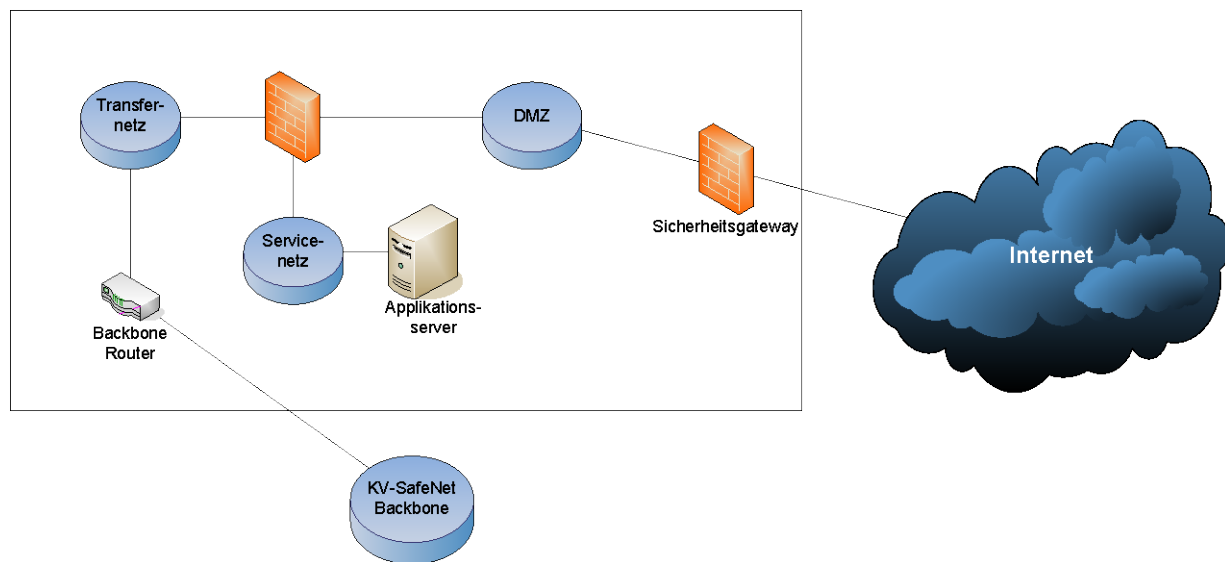 Transfer-
netz
DMZ
Sicherheitsgateway
Service-
netz
Applikations-
server
Internet
Backbone
Router
KV-SafeNet
Backbone